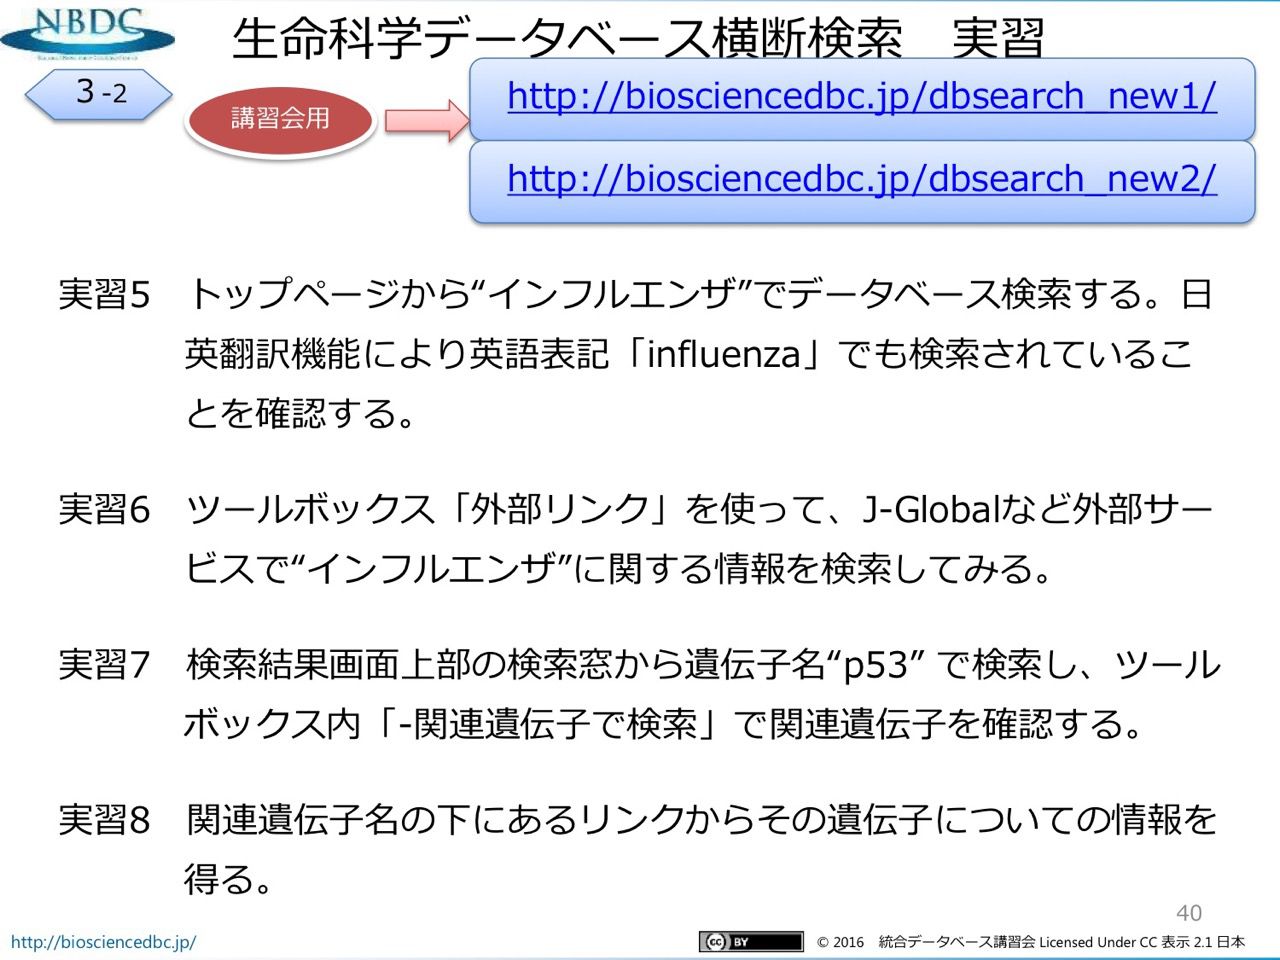 NBDC
生命科学データベース横断検索　実習
3-2
講習会用
http://biosciencedbc.jp/dbsearch_new1/
http://biosciencedbc.jp/dbsearch_new2/
実習5　トップページから“インフルエンザ”でデータベース検索する。日
英翻訳機能により英語表記「influenza」でも検索されているこ
とを確認する。
実習6　ツールボックス「外部リンク」を使って、J-Globalなど外部サー
ビスで“インフルエンザ”に関する情報を検索してみる。
実習7　検索結果画面上部の検索窓から遺伝子名“p53” で検索し、ツール
ボックス内「-関連遺伝子で検索」で関連遺伝子を確認する。
実習8　関連遺伝子名の下にあるリンクからその遺伝子についての情報を
得る。
40
http://biosciencedbc.jp/
cc BY
© 2016　統合データベース講習会 Licensed Under CC 表示 2.1 日本